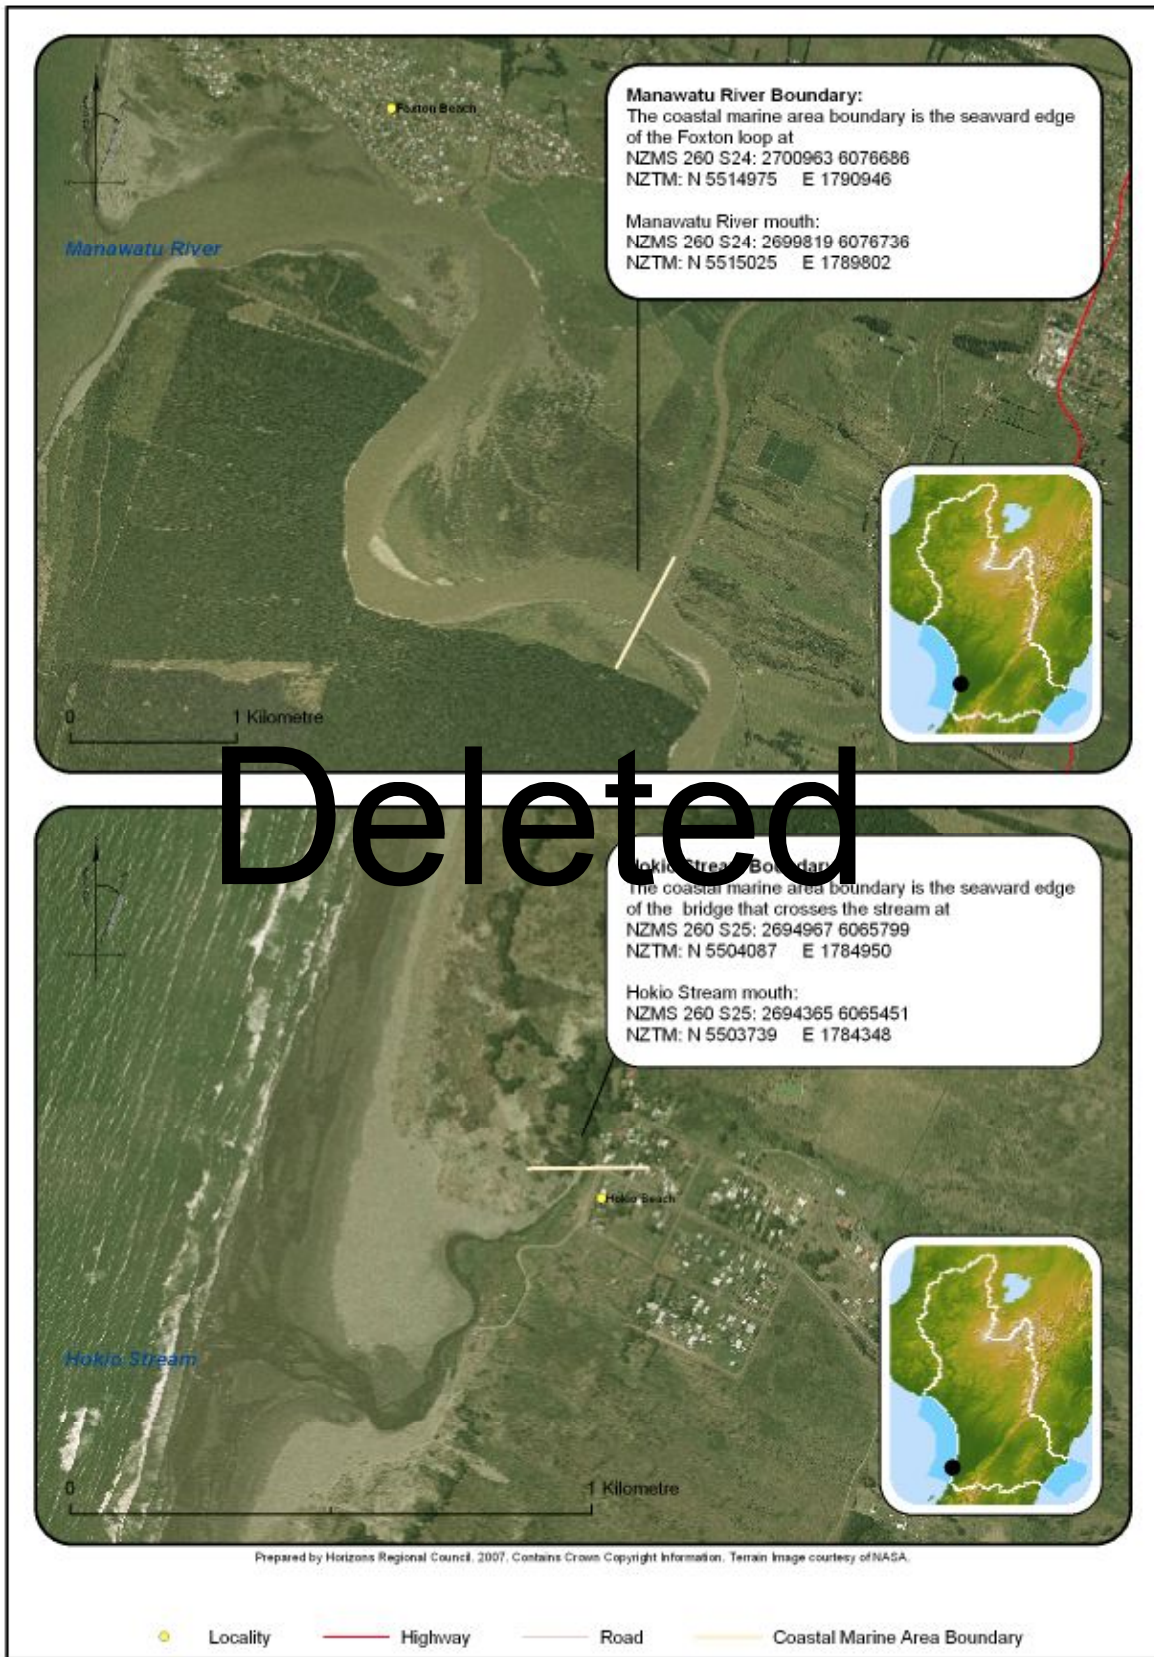 Foxton Beach
Manawatu River Boundary:
The coastal marine area boundary is the seaward edge
of the Foxton loop at
NZMS 260 S24: 2700963 6076686
NZTM: N 5514975 E 1790946
Manawatu River mouth:
NZMS 260 S24: 2699819 6076736
NZTM: N 5515025 E 1789802
Manawatu River
0 1 Kilometre
Deleted
Hokio Stream Boundary
The coastal marine area boundary is the seaward edge
of the bridge that crosses the stream at
NZMS 260 S25: 2694967 6065799
NZTM: N 5504087 E 1784950
Hokio Stream mouth:
NZMS 260 S25: 2694365 6065451
NZTM: N 5503739 E 1784348
Hokio Beach
Hokio Stream
0 1 Kilometre
Prepared by Horizons Regional Council, 2007. Contains Crown Copyright Information. Terrain Image courtesy of NASA.
Locality Highway Road Coastal Marine Area Boundary